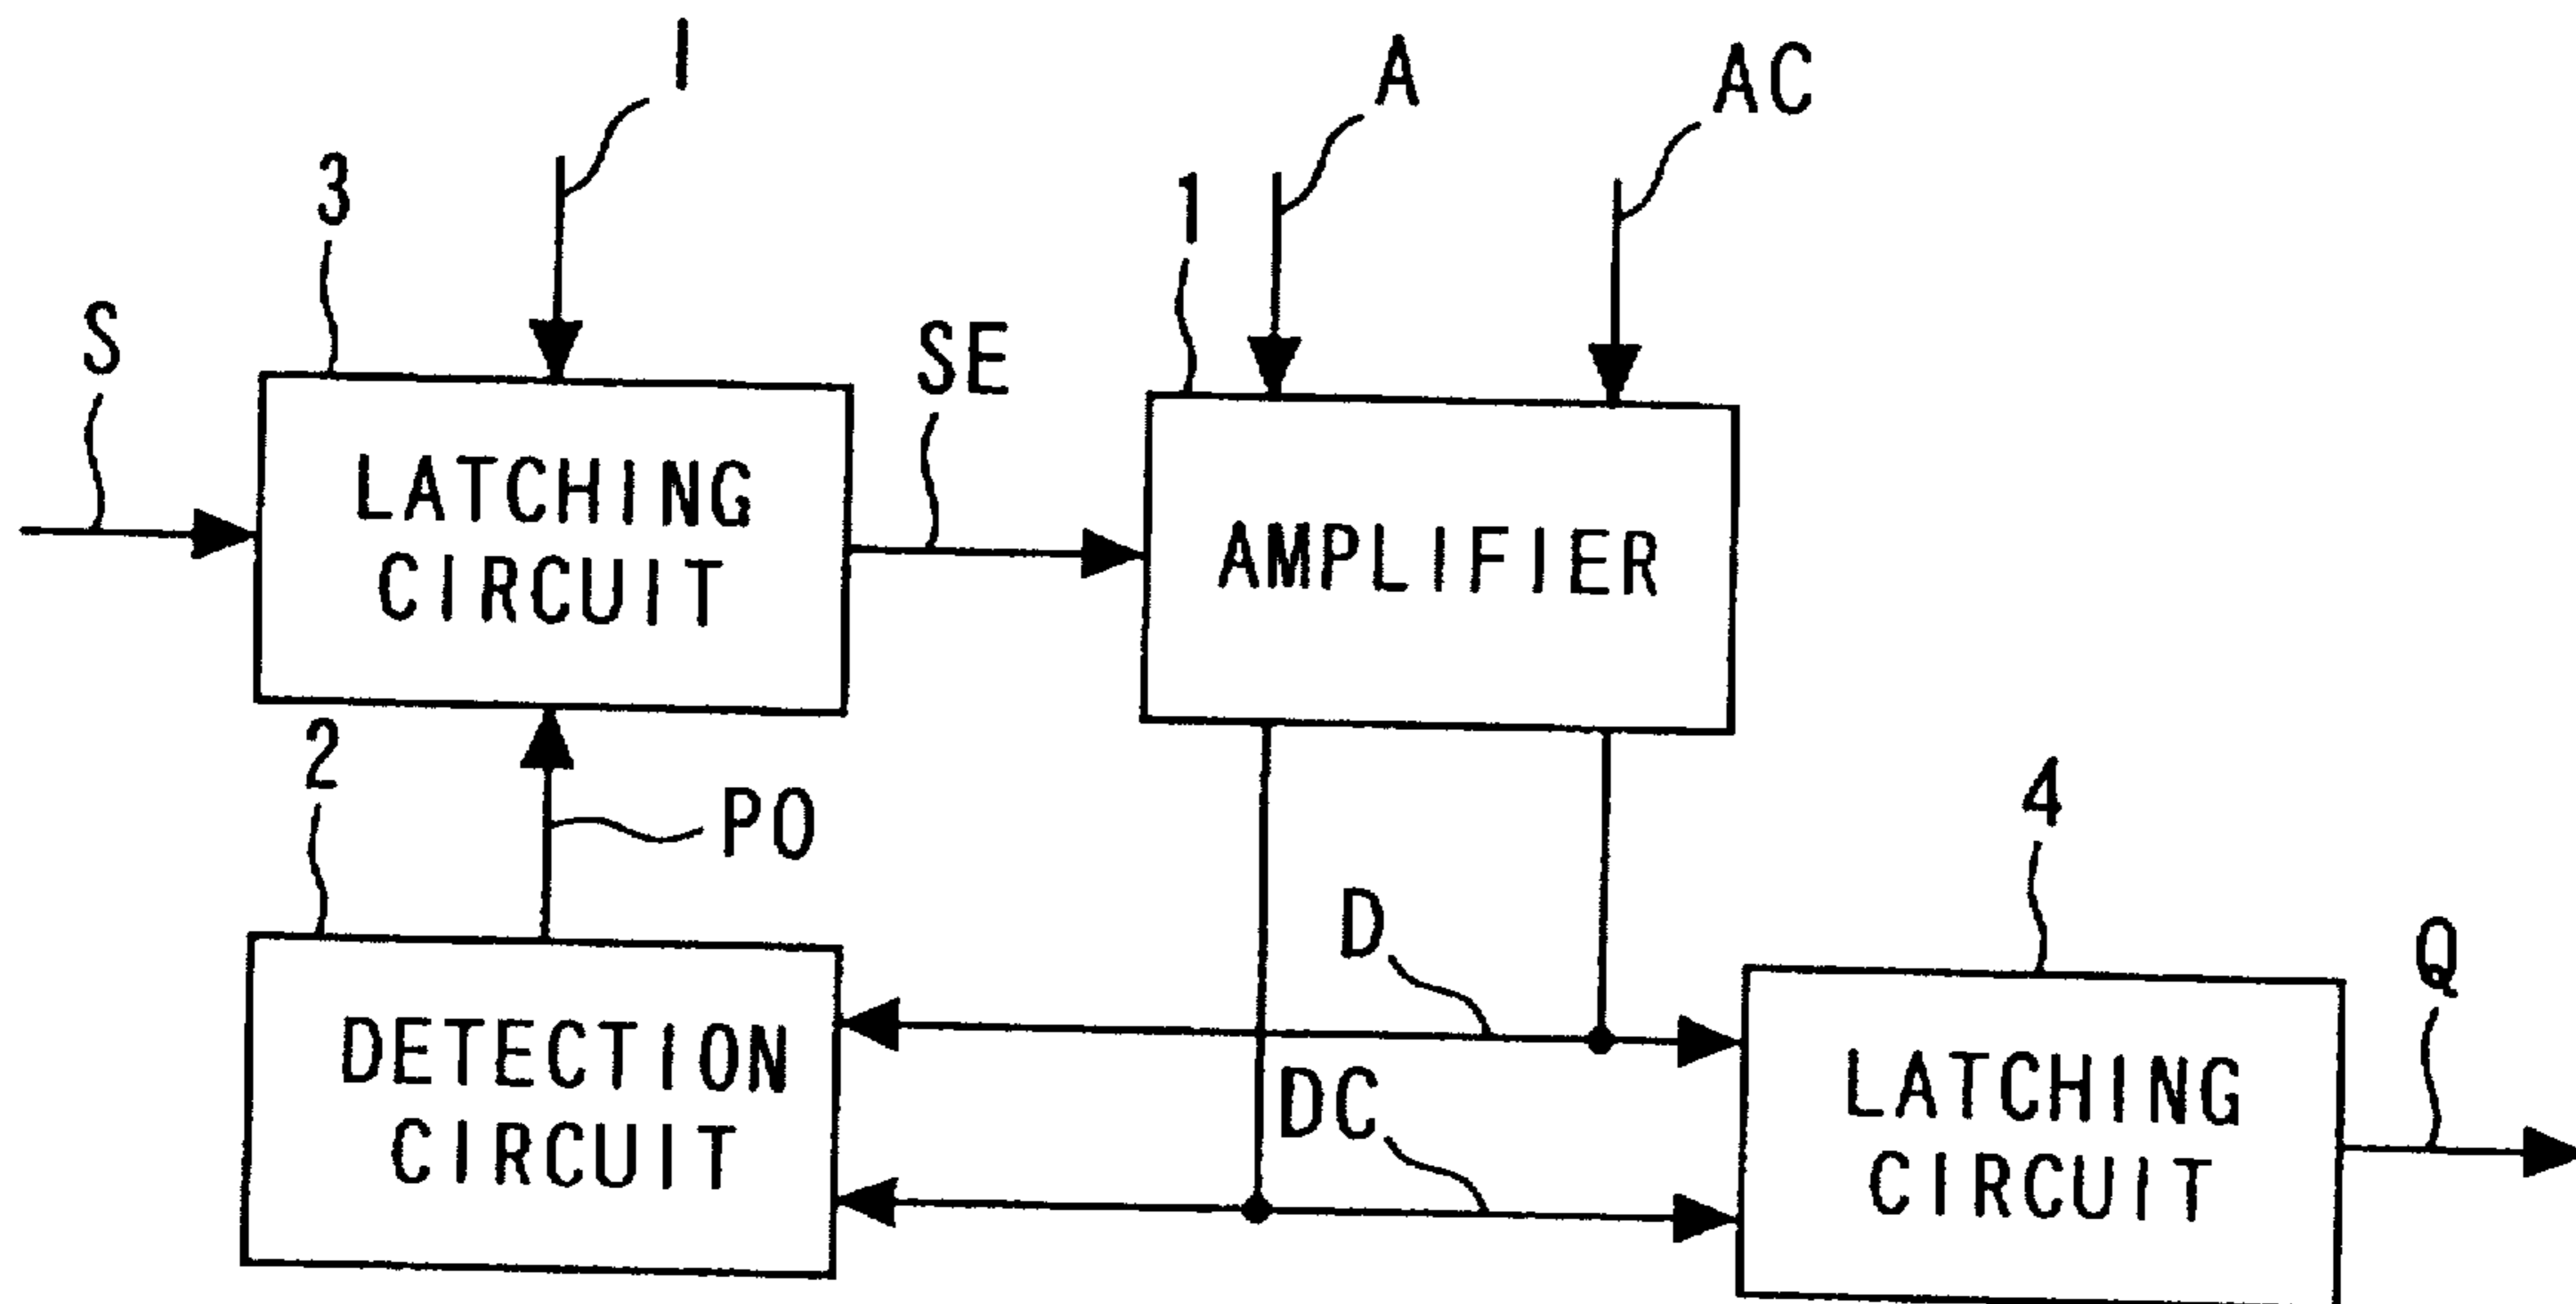 I
A
AC
3
1
S
SE
LATCHING
CIRCUIT
AMPLIFIER
2
PO
4
D
Q
DETECTION
CIRCUIT
DC
LATCHING
CIRCUIT